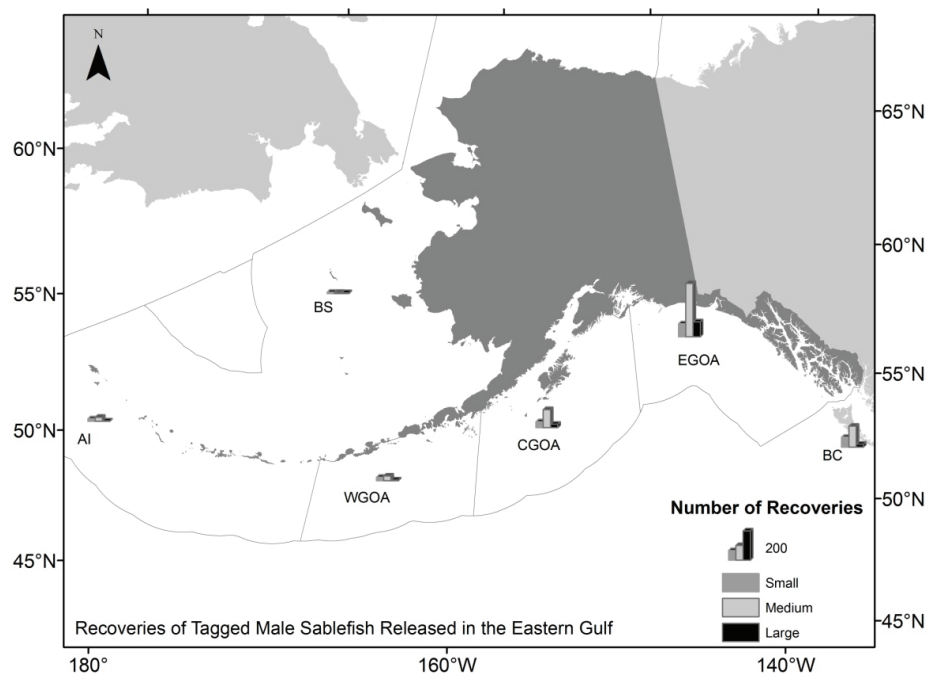 N
65°N
60°N
60°N
55°N
BS
EGOA
55°N
50°N
AI
CGOA
BC
WGOA
50°N
Number of Recoveries
200
Small
45°N
Medium
45°N
Large
Recoveries of Tagged Male Sablefish Released in the Eastern Gulf
180°
160°W
140°W